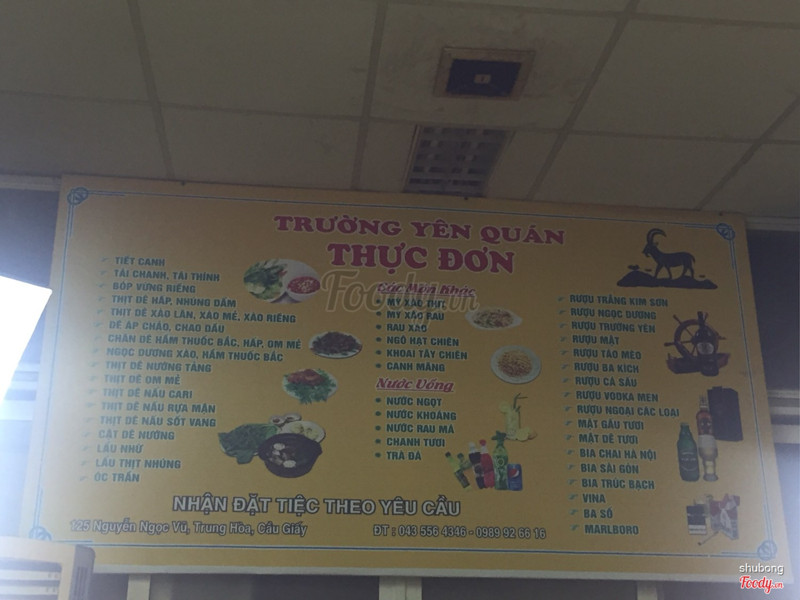 TRƯỜNG YÊN QUÁN
THỰC ĐƠN
TIẾT CANH
TÁI CHANH, TÁI THÍNH
BÓP VỪNG RIỀNG
THỊT DÊ HẤP, NHÚNG DẤM
THỊT DÊ XÀO LĂN, XÀO MẺ, XÀO RIÊNG
DÊ ÁP CHẢO, CHAO DẦU
CHÂN DÊ HẦM THUỐC BẮC, HẤP, OM MẺ
NGỌC DƯƠNG XÀO, HẦM THUỐC BẮC
THỊT DÊ NƯỚNG TẢNG
THỊT DÊ OM MẺ
THỊT DÊ NẤU CARI
THỊT DÊ NẤU RỰA MẬN
THỊT DÊ NẤU SỐT VANG
CẬT DÊ NƯỚNG
LẨU NHỪ
LẨU THỊT NHÚNG
ÓC TRẦN
Các Món Khác
MỲ XÀO THỊT
MỲ XÀO RAU
RAU XÀO
NGÔ HẠT CHIÊN
KHOAI TÂY CHIÊN
CANH MĂNG
Nước Uống
NƯỚC NGỌT
NƯỚC KHOÁNG
NƯỚC RAU MÁ
CHANH TƯƠI
TRÀ ĐÁ
RƯỢU TRẮNG KIM SƠN
RƯỢU NGỌC DƯƠNG
RƯỢU TRƯỜNG YÊN
RƯỢU MẬT
RƯỢU TÁO MÈO
RƯỢU BA KÍCH
RƯỢU CÁ SẤU
RƯỢU VODKA MEN
RƯỢU NGOẠI CÁC LOẠI
MẬT GẤU TƯƠI
MẬT DÊ TƯƠI
BIA CHAI HÀ NỘI
BIA SÀI GÒN
BIA TRÚC BẠCH
VINA
BA SỐ
MARLBORO
NHẬN ĐẶT TIỆC THEO YÊU CẦU
125 Nguyễn Ngọc Vũ, Trung Hòa, Cầu Giấy
ĐT : 043 556 4346 - 0989 92 66 16
Foody.vn
shubong
Foody.vn